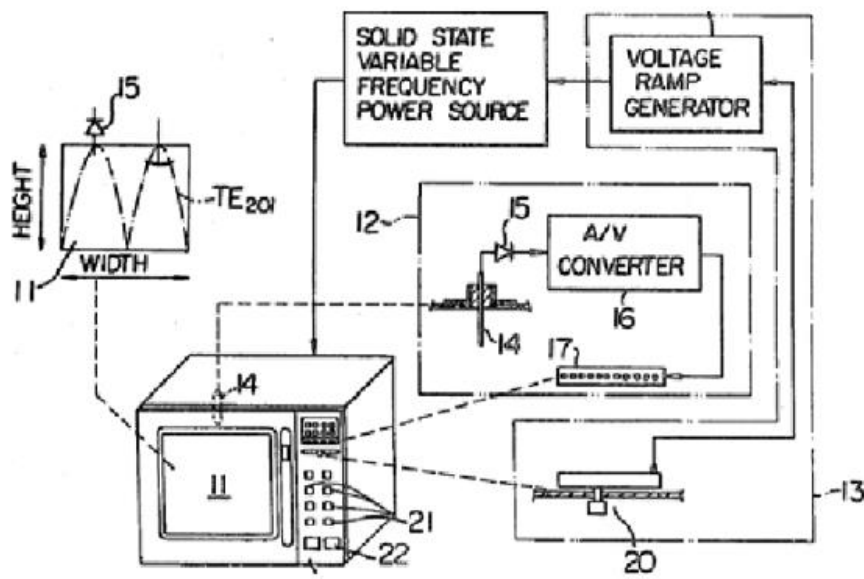 SOLID STATE
VARIABLE
FREQUENCY
POWER SOURCE
VOLTAGE
RAMP
GENERATOR
15
HEIGHT
TE201
11
WIDTH
12
15
A/V
CONVERTER
16
14
17
14
11
21
22
20
13